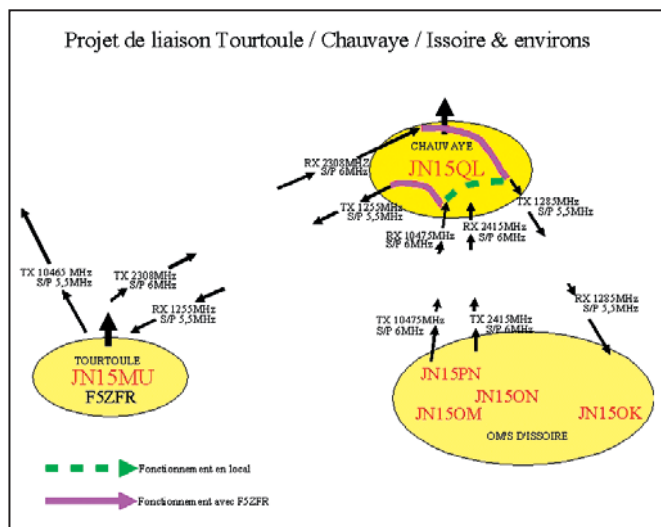 Projet de liaison Tourtoule / Chauvaye / Issoire & environs
CHAUVAYE
JN15QL
RX 2308MHZ
S/P 6MHz
TX 1255MHz
S/P 5,5MHz
RX 10475MHz
S/P 6MHz
RX 2415MHz
S/P 6MHz
TX 1285MHz
S/P 5,5MHz
TX 10465 MHz
S/P 5,5MHz
TX 2308MHz
S/P 6MHz
RX 1255MHz
S/P 5,5MHz
TX 10475MHz
S/P 6MHz
TX 2415MHz
S/P 6MHz
RX 1285MHz
S/P 5,5MHz
TOURTOULE
JN15MU
F5ZFR
JN15PN
JN15ON
JN15OM
JN15OK
OM'S D'ISSOIRE
Fonctionnement en local
Fonctionnement avec F5ZFR